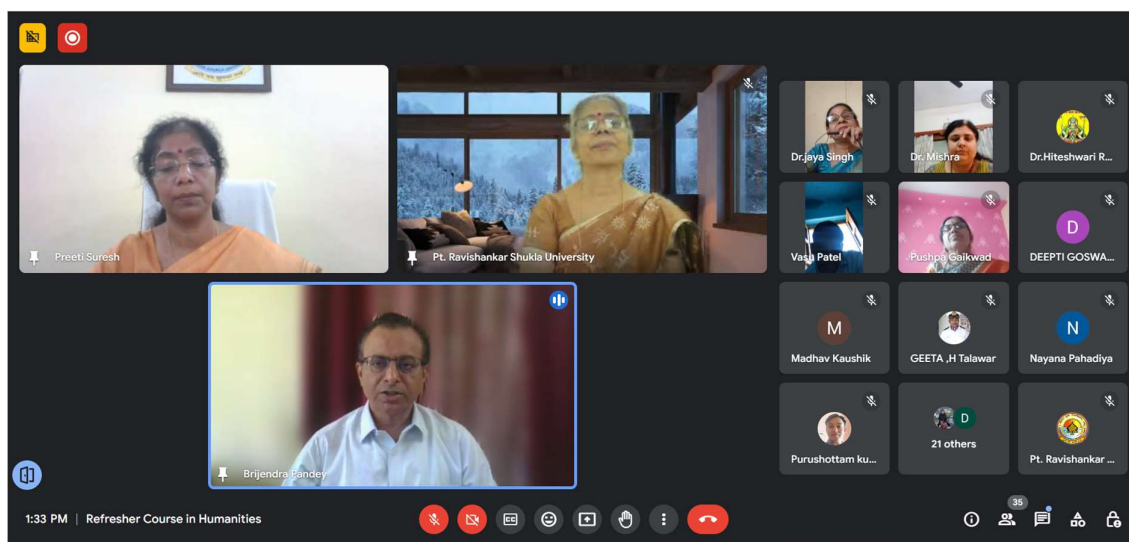 Preeti Suresh
Pt. Ravishankar Shukla University
Brijendra Pandey
Dr.jaya Singh
Dr. Mishra
Dr.Hiteshwari R...
Vasu Patel
Pushpa Gaikwad
D
DEEPTI GOSWA...
M
Madhav Kaushik
GEETA ,H Talawar
N
Nayana Pahadiya
Purushottam ku...
D
21 others
Pt. Ravishankar ...
1:33 PM | Refresher Course in Humanities
CC
35